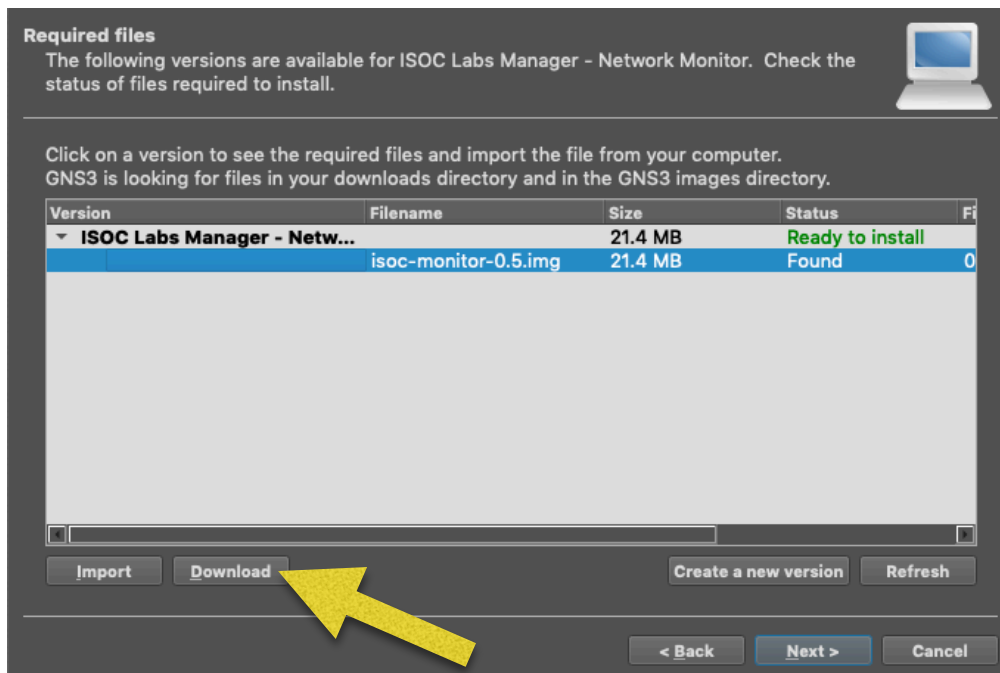 Required files
The following versions are available for ISOC Labs Manager - Network Monitor. Check the
status of files required to install.
Click on a version to see the required files and import the file from your computer.
GNS3 is looking for files in your downloads directory and in the GNS3 images directory.
Version Filename Size Status Fi
ISOC Labs Manager - Netw... 21.4 MB Ready to install
isoc-monitor-0.5.img 21.4 MB Found 0
Import Download Create a new version Refresh
< Back Next > Cancel